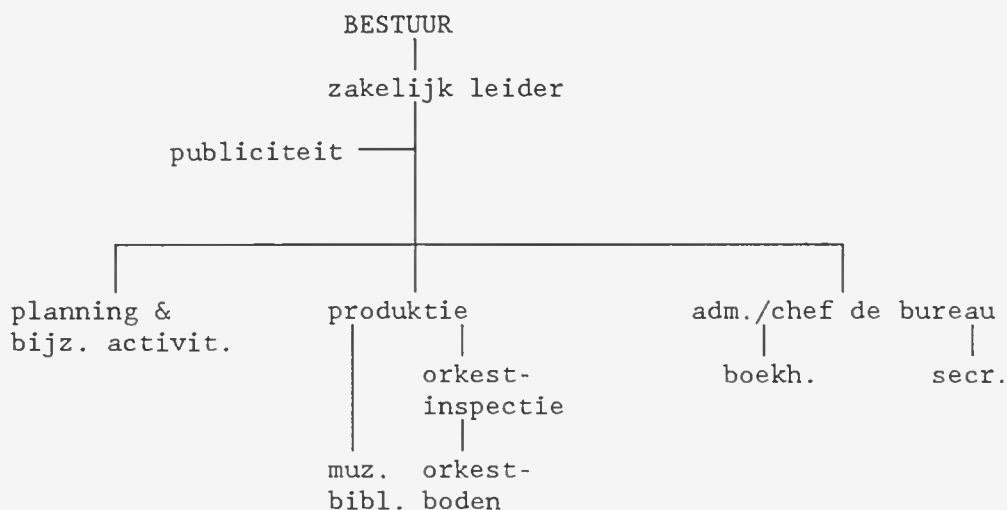 BESTUUR
zakelijk leider
publiciteit
planning &
bijz. activit.
produktie
adm./chef de bureau
orkest-
inspectie
boekh.
secr.
muz.
bibl.
orkest-
boden